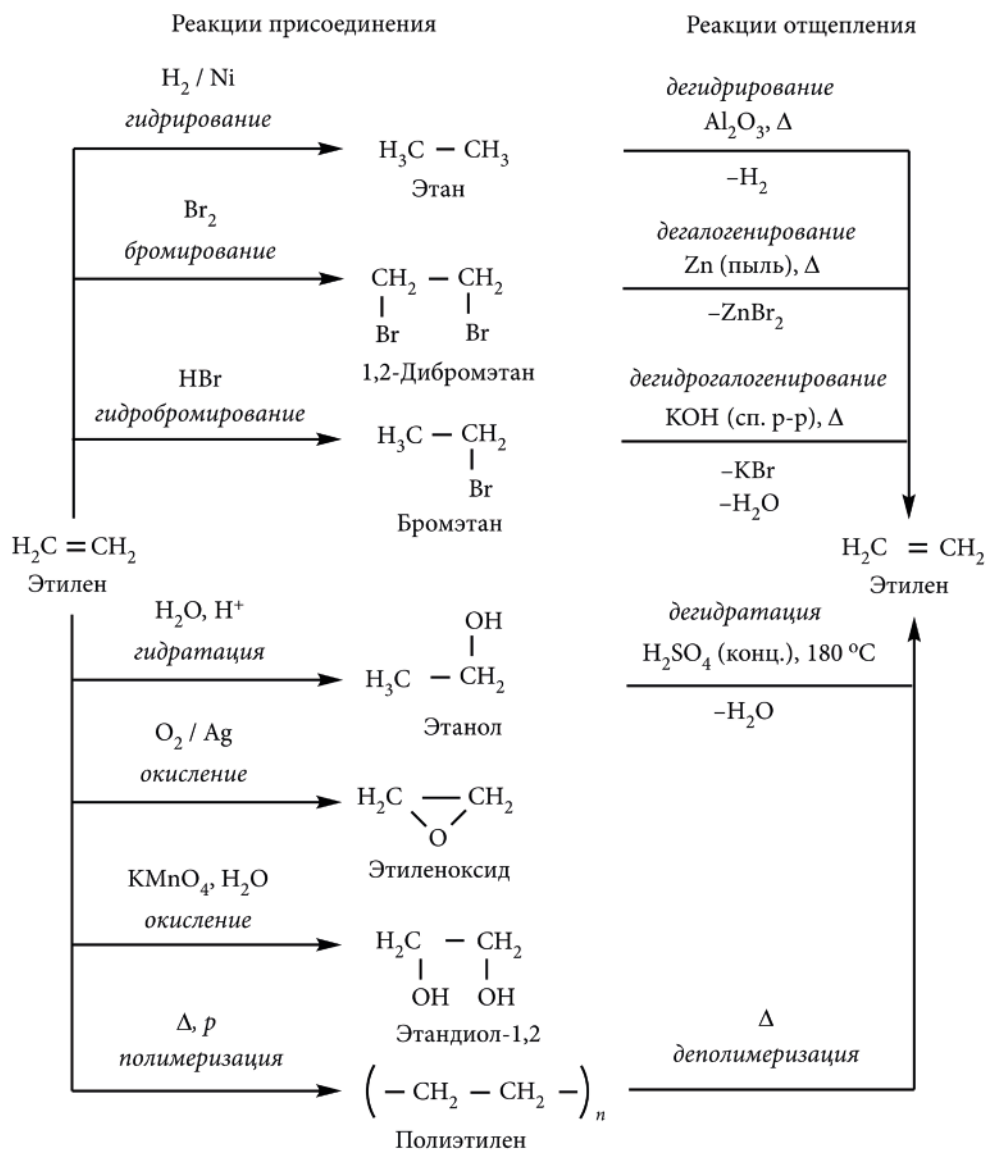 Реакции присоединения
Реакции отщепления
H₂ / Ni
гидрирование
H₃C — CH₃
Этан
дегидрирование
Al₂O₃, Δ
–H₂
Br₂
бромирование
CH₂ — CH₂
Br Br
1,2-Дибромэтан
дегалогенирование
Zn (пыль), Δ
–ZnBr₂
HBr
гидробромирование
H₃C — CH₂
Br
Бромэтан
дегидрогалогенирование
KOH (сп. р-р), Δ
–KBr
–H₂O
H₂C = CH₂
Этилен
H₂C = CH₂
Этилен
H₂O, H⁺
гидратация
OH
H₃C — CH₂
Этанол
дегидратация
H₂SO₄ (конц.), 180 °C
–H₂O
O₂ / Ag
окисление
H₂C — CH₂
O
Этиленоксид
KMnO₄, H₂O
окисление
H₂C — CH₂
OH OH
Этандиол-1,2
Δ, p
полимеризация
(— CH₂ — CH₂ —)n
Полиэтилен
Δ
деполимеризация